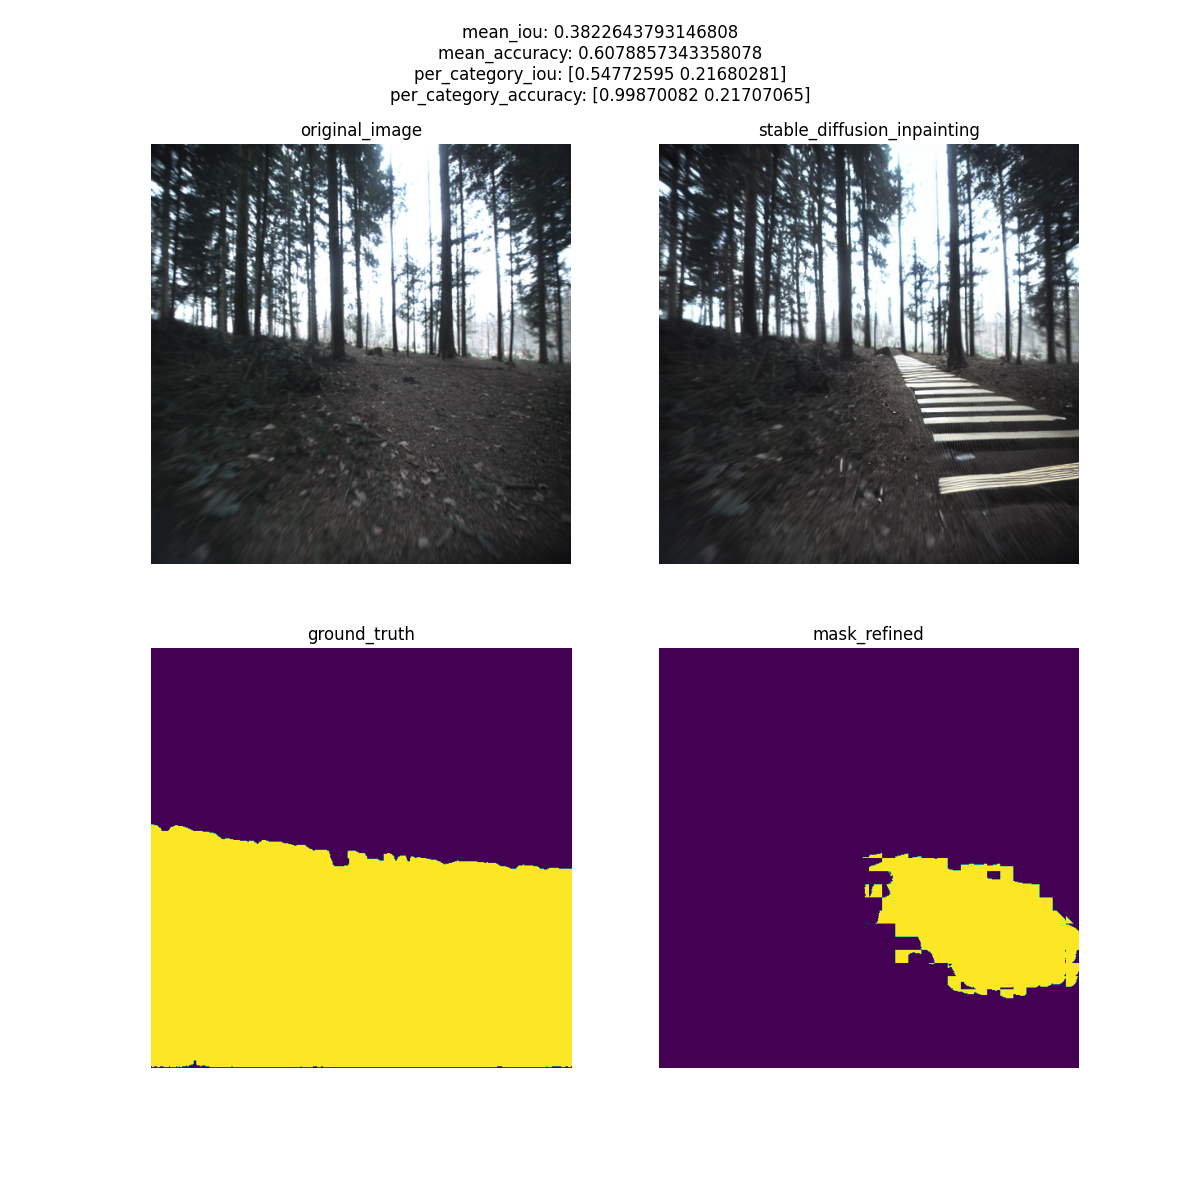 mean_iou: 0.3822643793146808
mean_accuracy: 0.6078857343358078
per_category_iou: [0.54772595 0.21680281]
per_category_accuracy: [0.99870082 0.21707065]
original_image
stable_diffusion_inpainting
ground_truth
mask_refined